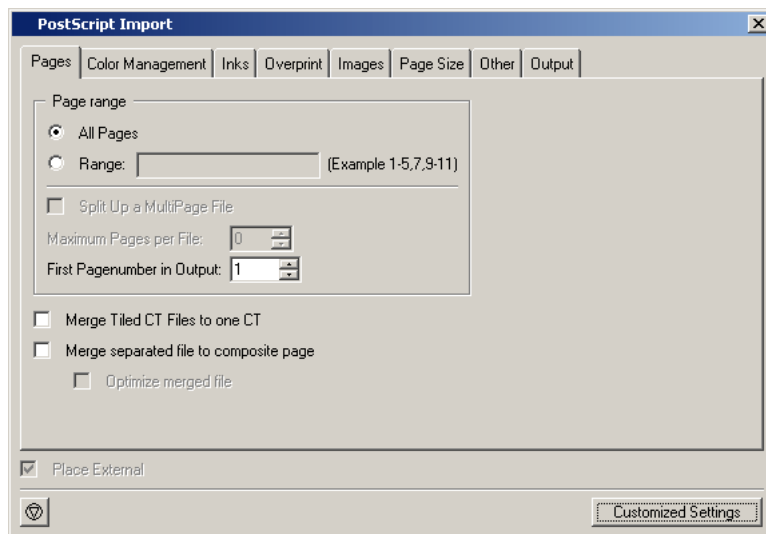 PostScript Import
Pages Color Management Inks Overprint Images Page Size Other Output
Page range
All Pages
Range: (Example 1-5,7,9-11)
Split Up a MultiPage File
Maximum Pages per File: 0
First Pagenumber in Output: 1
Merge Tiled CT Files to one CT
Merge separated file to composite page
Optimize merged file
Place External
Customized Settings